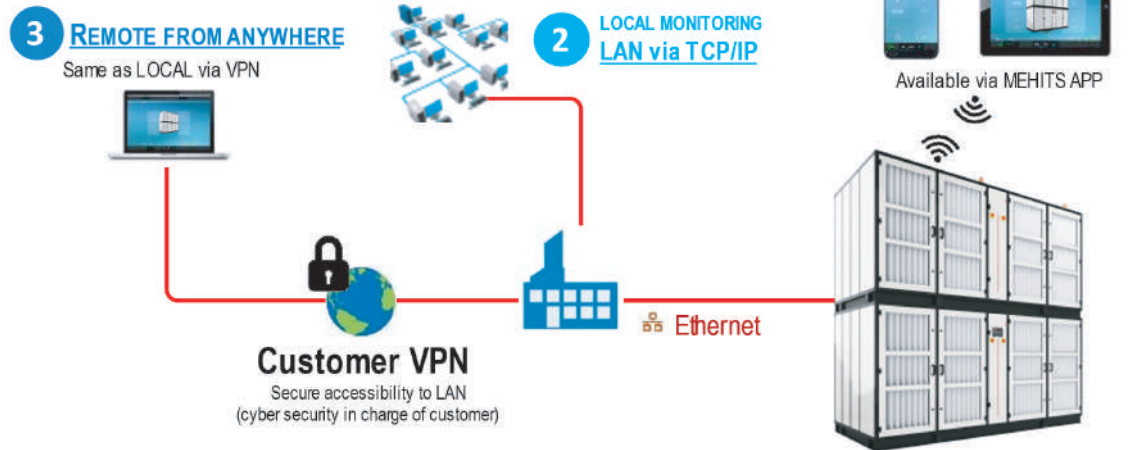 3 REMOTE FROM ANYWHERE
Same as LOCAL via VPN
2 LOCAL MONITORING
LAN via TCP/IP
Available via MEHITS APP
Ethernet
Customer VPN
Secure accessibility to LAN
(cyber security in charge of customer)